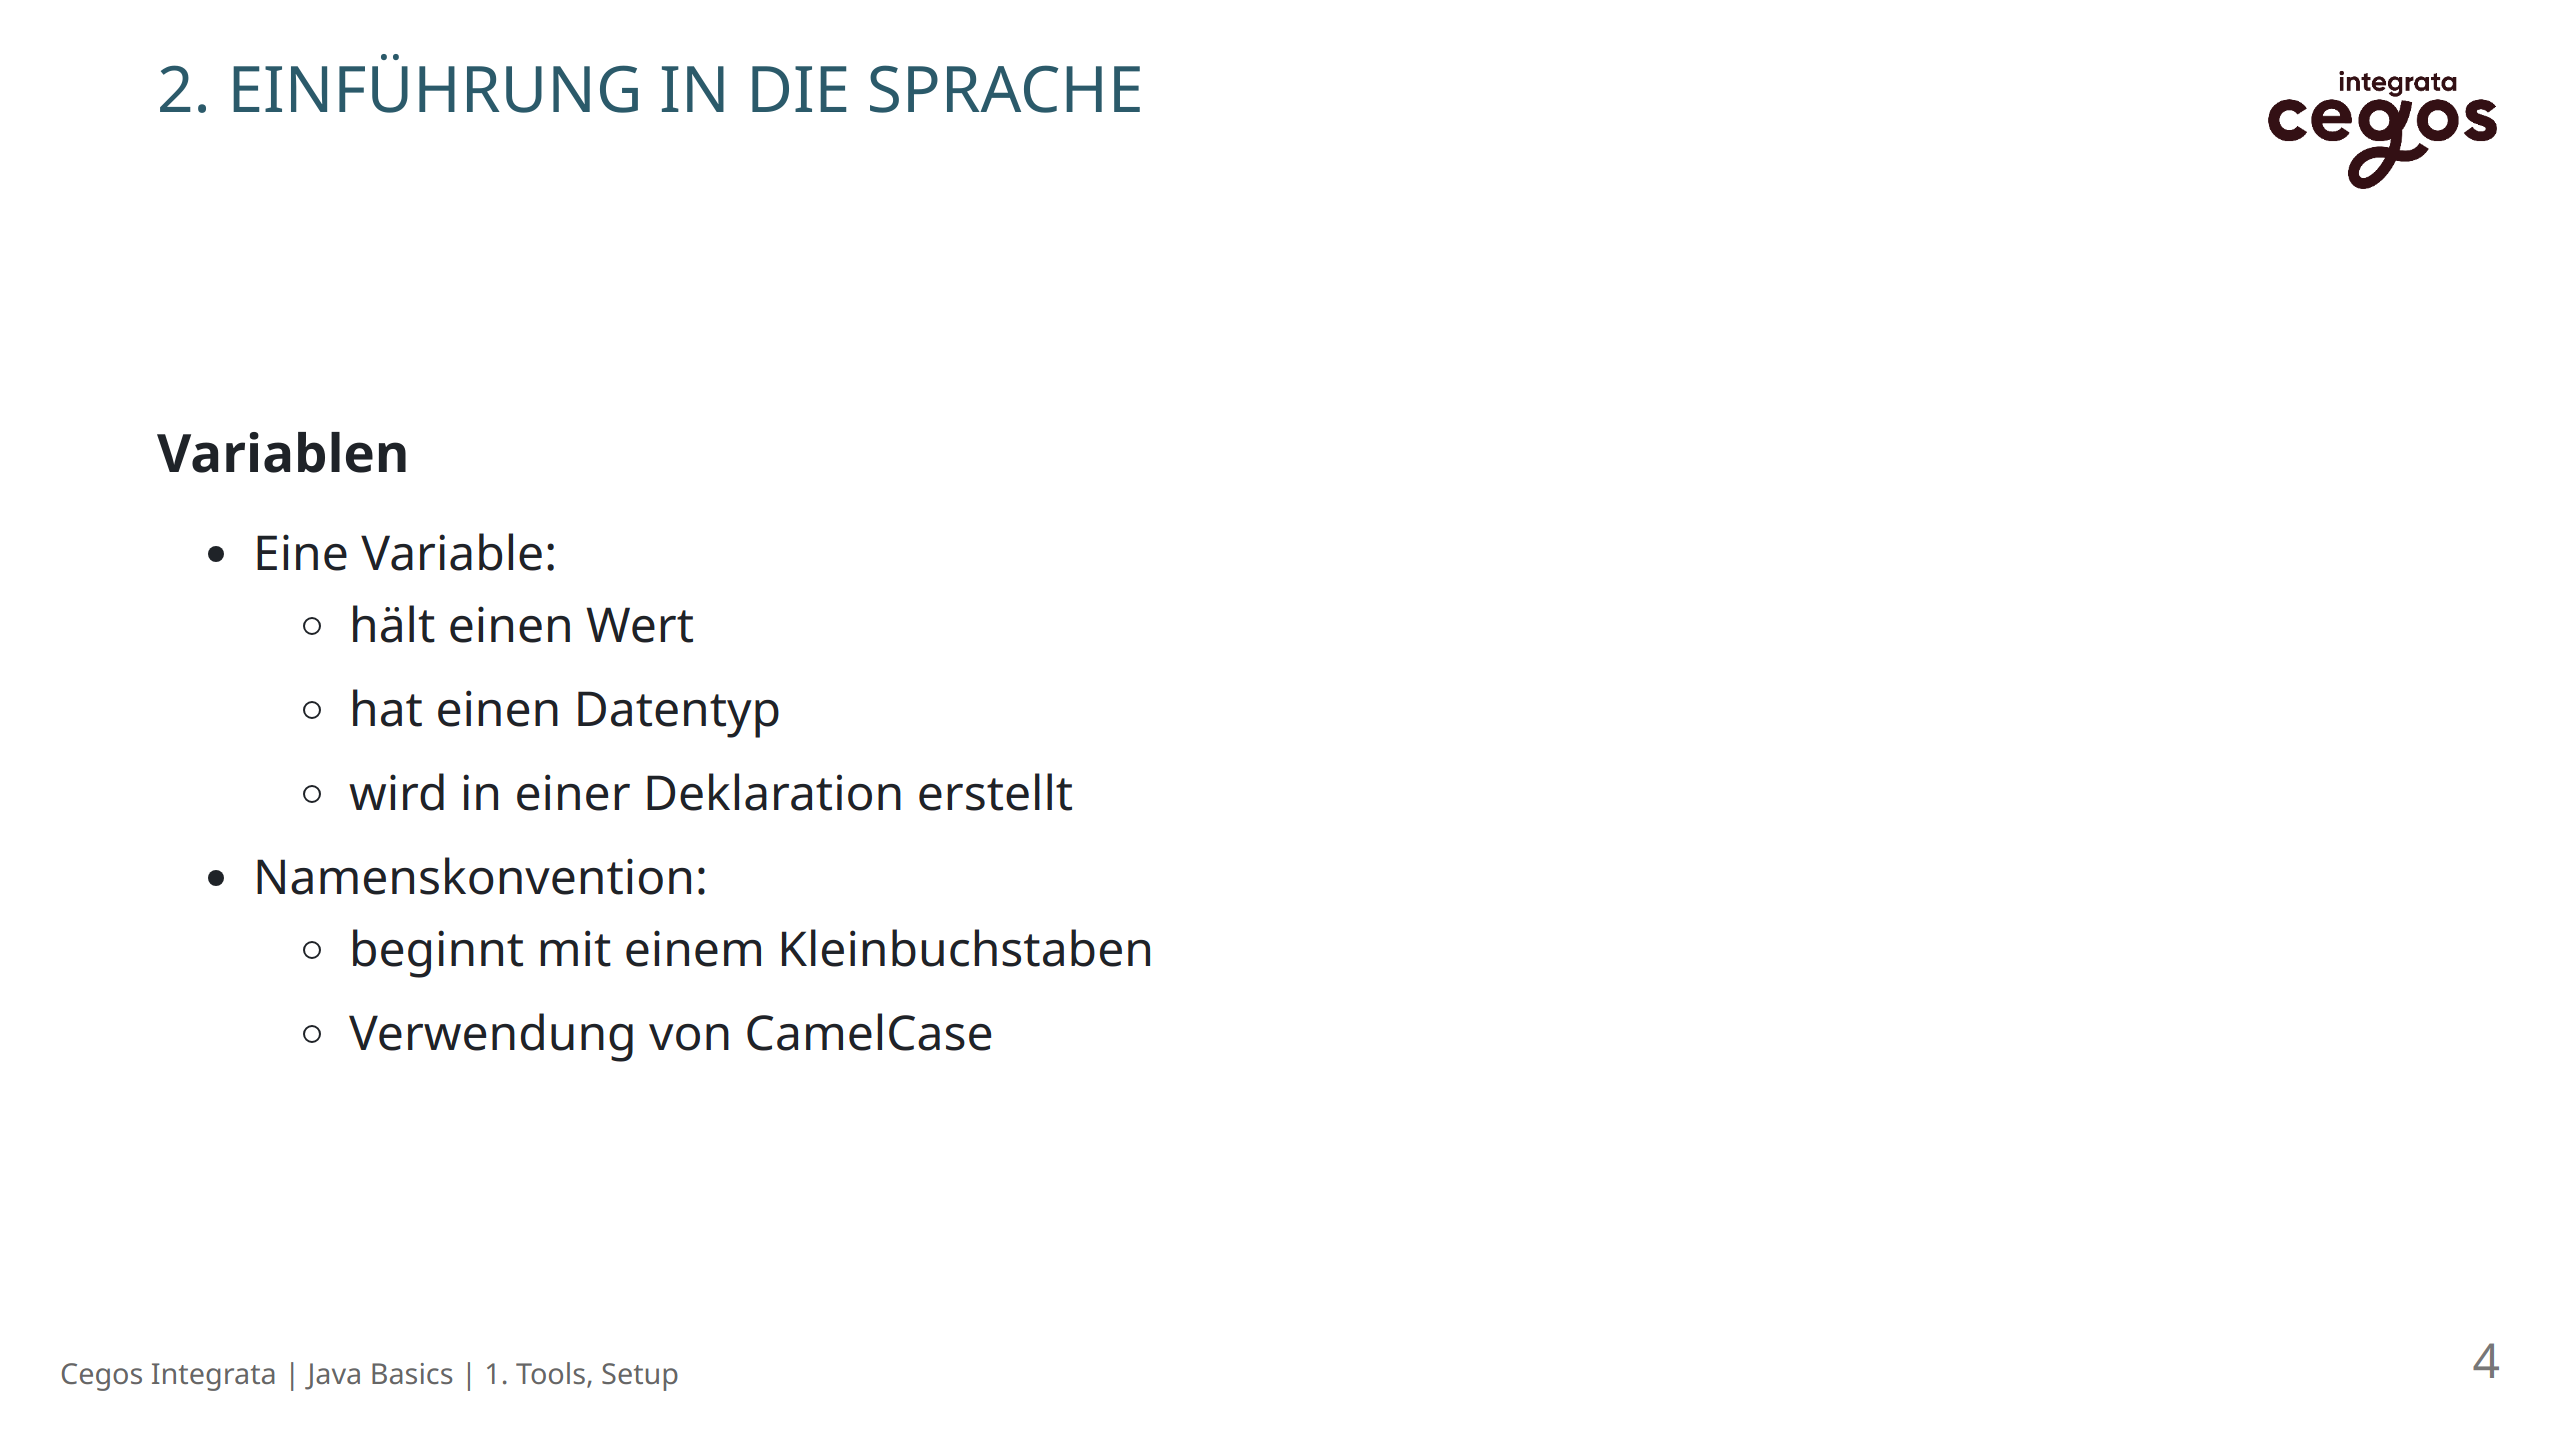 2. EINFÜHRUNG IN DIE SPRACHE
integrata
cegos
Variablen
Eine Variable:
hält einen Wert
hat einen Datentyp
wird in einer Deklaration erstellt
Namenskonvention:
beginnt mit einem Kleinbuchstaben
Verwendung von CamelCase
Cegos Integrata | Java Basics | 1. Tools, Setup
4